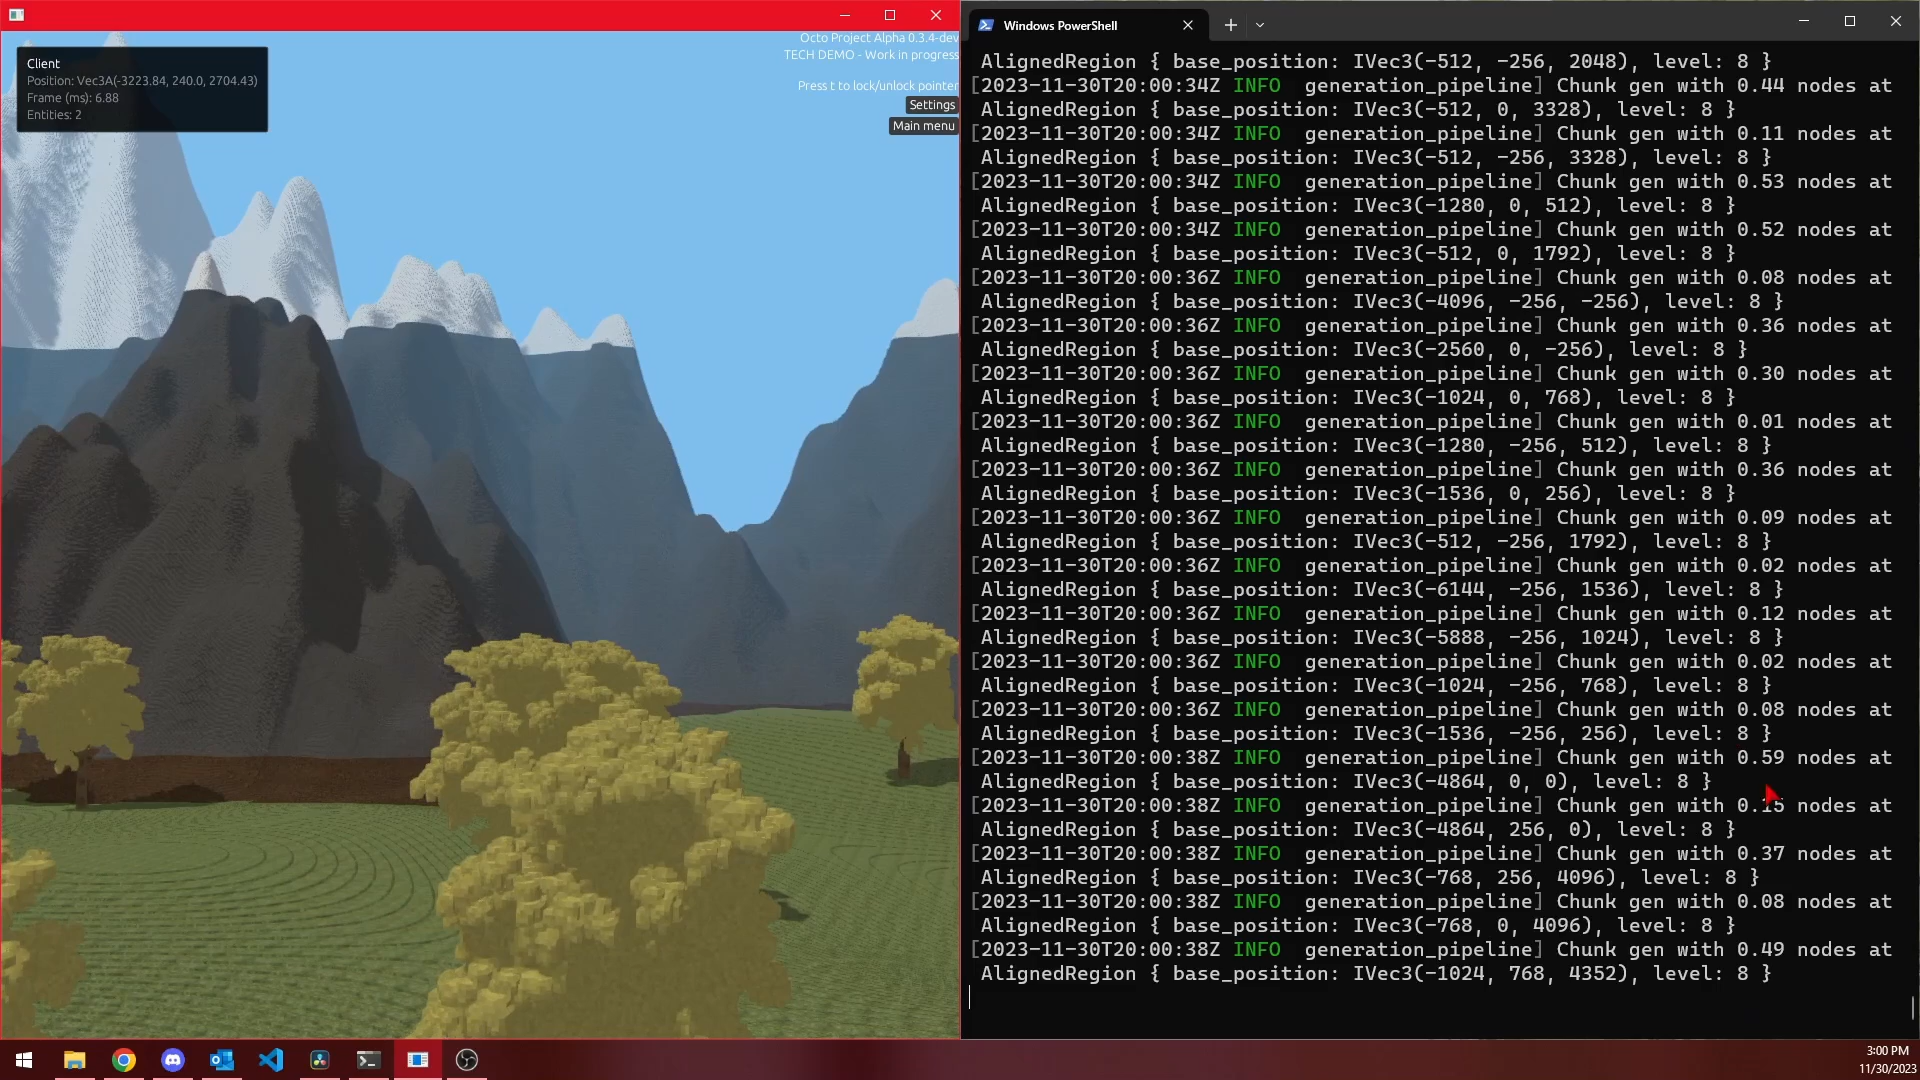 Octo Project Alpha 0.3.4-dev
TECH DEMO - Work in progress
Press t to lock/unlock pointer
Settings
Main menu
Client
Position: Vec3A(-3223.84, 240.0, 2704.43)
Frame (ms): 6.88
Entities: 2
Windows PowerShell
AlignedRegion { base_position: IVec3(-512, -256, 2048), level: 8 }
[2023-11-30T20:00:34Z INFO  generation_pipeline] Chunk gen with 0.44 nodes at
AlignedRegion { base_position: IVec3(-512, 0, 3328), level: 8 }
[2023-11-30T20:00:34Z INFO  generation_pipeline] Chunk gen with 0.11 nodes at
AlignedRegion { base_position: IVec3(-512, -256, 3328), level: 8 }
[2023-11-30T20:00:34Z INFO  generation_pipeline] Chunk gen with 0.53 nodes at
AlignedRegion { base_position: IVec3(-1280, 0, 512), level: 8 }
[2023-11-30T20:00:34Z INFO  generation_pipeline] Chunk gen with 0.52 nodes at
AlignedRegion { base_position: IVec3(-512, 0, 1792), level: 8 }
[2023-11-30T20:00:36Z INFO  generation_pipeline] Chunk gen with 0.08 nodes at
AlignedRegion { base_position: IVec3(-4096, -256, -256), level: 8 }
[2023-11-30T20:00:36Z INFO  generation_pipeline] Chunk gen with 0.36 nodes at
AlignedRegion { base_position: IVec3(-2560, 0, -256), level: 8 }
[2023-11-30T20:00:36Z INFO  generation_pipeline] Chunk gen with 0.30 nodes at
AlignedRegion { base_position: IVec3(-1024, 0, 768), level: 8 }
[2023-11-30T20:00:36Z INFO  generation_pipeline] Chunk gen with 0.01 nodes at
AlignedRegion { base_position: IVec3(-1280, -256, 512), level: 8 }
[2023-11-30T20:00:36Z INFO  generation_pipeline] Chunk gen with 0.36 nodes at
AlignedRegion { base_position: IVec3(-1536, 0, 256), level: 8 }
[2023-11-30T20:00:36Z INFO  generation_pipeline] Chunk gen with 0.09 nodes at
AlignedRegion { base_position: IVec3(-512, -256, 1792), level: 8 }
[2023-11-30T20:00:36Z INFO  generation_pipeline] Chunk gen with 0.02 nodes at
AlignedRegion { base_position: IVec3(-6144, -256, 1536), level: 8 }
[2023-11-30T20:00:36Z INFO  generation_pipeline] Chunk gen with 0.12 nodes at
AlignedRegion { base_position: IVec3(-5888, -256, 1024), level: 8 }
[2023-11-30T20:00:36Z INFO  generation_pipeline] Chunk gen with 0.02 nodes at
AlignedRegion { base_position: IVec3(-1024, -256, 768), level: 8 }
[2023-11-30T20:00:36Z INFO  generation_pipeline] Chunk gen with 0.08 nodes at
AlignedRegion { base_position: IVec3(-1536, -256, 256), level: 8 }
[2023-11-30T20:00:38Z INFO  generation_pipeline] Chunk gen with 0.59 nodes at
AlignedRegion { base_position: IVec3(-4864, 0, 0), level: 8 }
[2023-11-30T20:00:38Z INFO  generation_pipeline] Chunk gen with 0.15 nodes at
AlignedRegion { base_position: IVec3(-4864, 256, 0), level: 8 }
[2023-11-30T20:00:38Z INFO  generation_pipeline] Chunk gen with 0.37 nodes at
AlignedRegion { base_position: IVec3(-768, 256, 4096), level: 8 }
[2023-11-30T20:00:38Z INFO  generation_pipeline] Chunk gen with 0.08 nodes at
AlignedRegion { base_position: IVec3(-768, 0, 4096), level: 8 }
[2023-11-30T20:00:38Z INFO  generation_pipeline] Chunk gen with 0.49 nodes at
AlignedRegion { base_position: IVec3(-1024, 768, 4352), level: 8 }
3:00 PM
11/30/2023